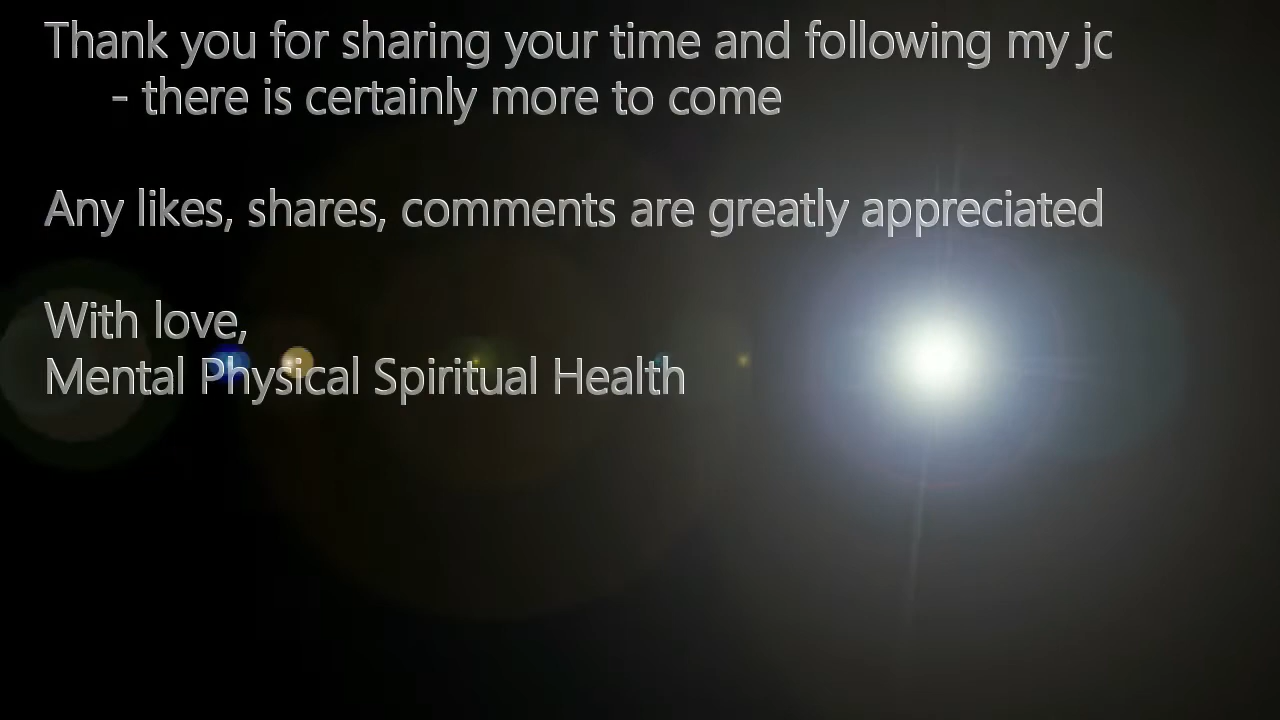 Thank you for sharing your time and following my jc
- there is certainly more to come
Any likes, shares, comments are greatly appreciated
With love,
Mental Physical Spiritual Health